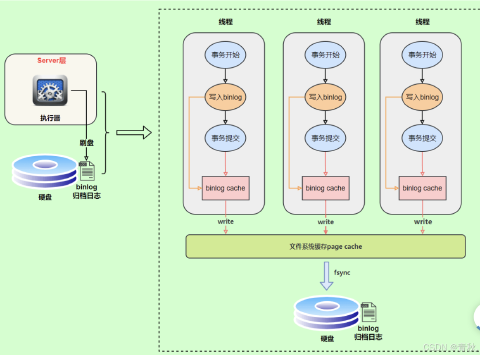 Server层
执行器
刷盘
硬盘
binlog
归档日志
线程
线程
线程
事务开始
事务开始
事务开始
写入binlog
写入binlog
写入binlog
事务提交
事务提交
事务提交
binlog cache
binlog cache
binlog cache
write
write
write
文件系统缓存page cache
fsync
硬盘
binlog
归档日志